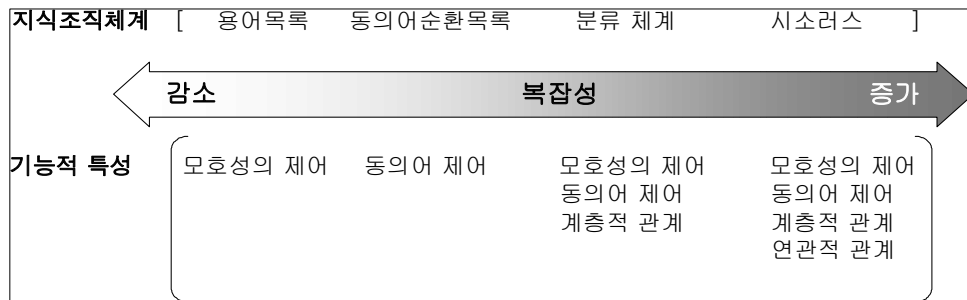 지식조직체계 [ 용어목록 동의어순환목록 분류 체계 시소러스 ]
감소 복잡성 증가
기능적 특성 모호성의 제어 동의어 제어 모호성의 제어 모호성의 제어
동의어 제어 동의어 제어
계층적 관계 계층적 관계
연관적 관계